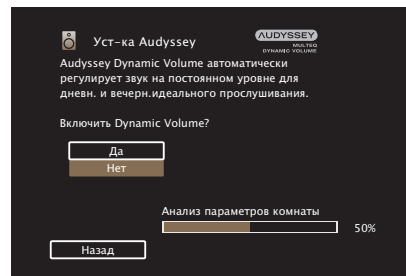 Уст-ка Audyssey
AUDYSSEY
MULTEQ
DYNAMIC VOLUME
Audyssey Dynamic Volume автоматически
регулирует звук на постоянном уровне для
дневн. и вечерн.идеального прослушивания.
Включить Dynamic Volume?
Да
Нет
Анализ параметров комнаты
50%
Назад